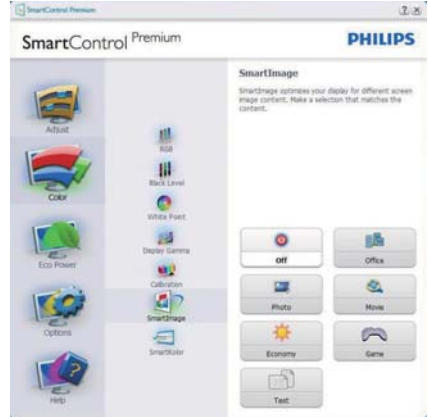 SmartControl Premium
SmartControl Premium
PHILIPS
Adjust
Color
Eco Power
Options
Help
RGB
Black Level
White Point
Display Gamma
Calibration
SmartImage
SmartKolor
SmartImage
SmartImage optimizes your display for different screen
image content. Make a selection that matches the
content.
Off
Office
Photo
Movie
Economy
Game
Text